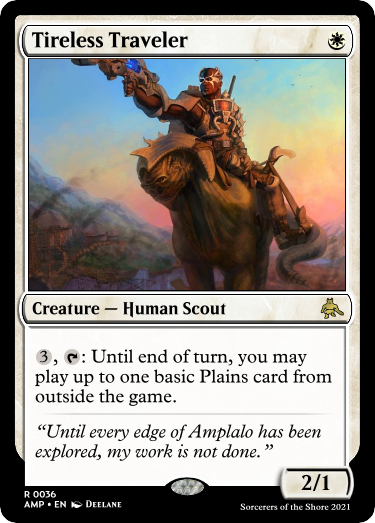 Tireless Traveler
Creature — Human Scout
3, T: Until end of turn, you may
play up to one basic Plains card from
outside the game.
“Until every edge of Amplalo has been
explored, my work is not done.”
2/1
R 0036
AMP • EN Deelane
Sorcerers of the Shore 2021